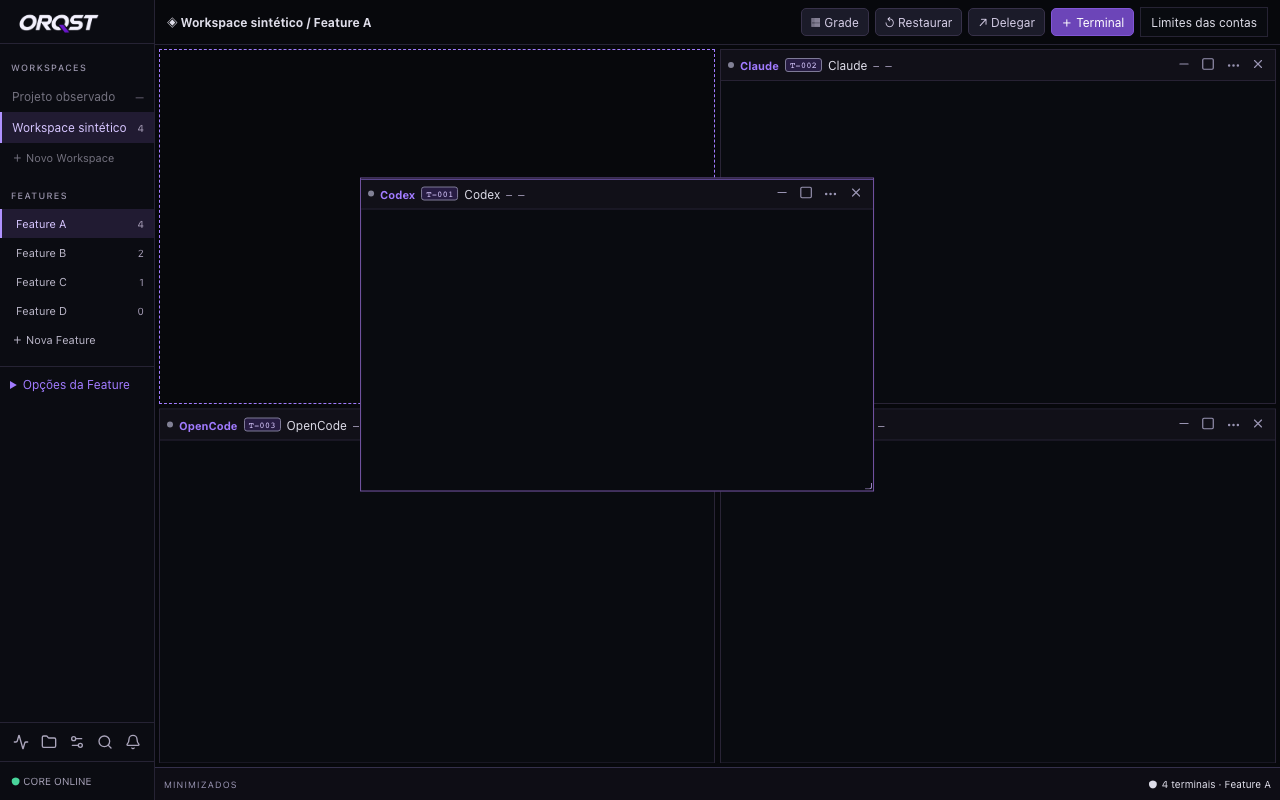 ORQST
◈ Workspace sintético / Feature A
Grade
Restaurar
Delegar
+ Terminal
Limites das contas
WORKSPACES
Projeto observado —
Workspace sintético 4
+ Novo Workspace
FEATURES
Feature A 4
Feature B 2
Feature C 1
Feature D 0
+ Nova Feature
Opções da Feature
Claude T-002 Claude – –
Codex T-001 Codex – –
OpenCode T-003 OpenCode –
–
CORE ONLINE
MINIMIZADOS
4 terminais · Feature A